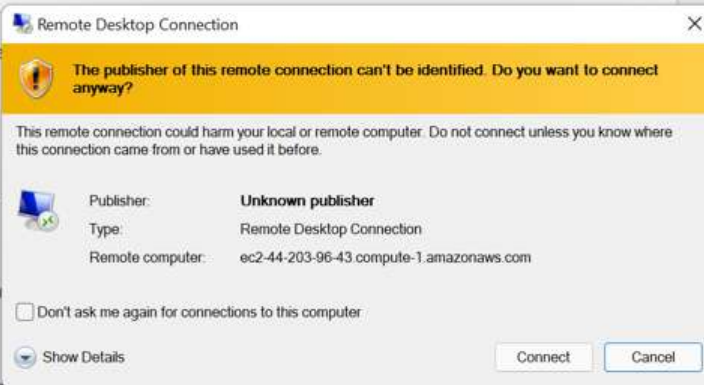 Remote Desktop Connection
The publisher of this remote connection can't be identified. Do you want to connect
anyway?
This remote connection could harm your local or remote computer. Do not connect unless you know where
this connection came from or have used it before.
Publisher: Unknown publisher
Type: Remote Desktop Connection
Remote computer: ec2-44-203-96-43.compute-1.amazonaws.com
Don't ask me again for connections to this computer
Show Details Connect Cancel